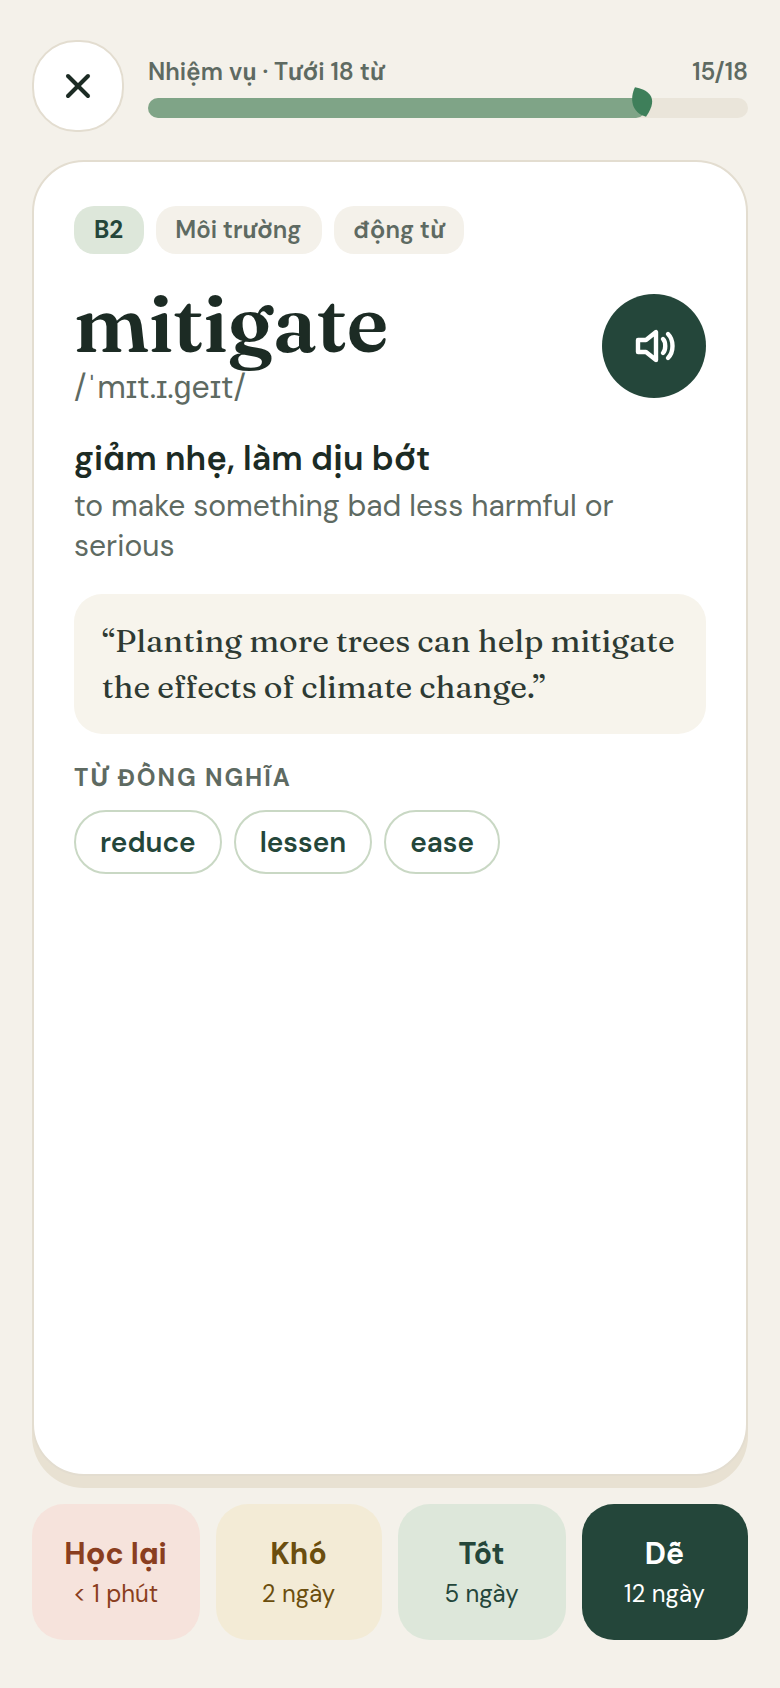 Nhiệm vụ · Tưới 18 từ
15/18
B2
Môi trường
động từ
mitigate
/ˈmɪt.ɪ.ɡeɪt/
giảm nhẹ, làm dịu bớt
to make something bad less harmful or
serious
“Planting more trees can help mitigate
the effects of climate change.”
TỪ ĐỒNG NGHĨA
reduce
lessen
ease
Học lại
Khó
Tốt
Dễ
< 1 phút
2 ngày
5 ngày
12 ngày